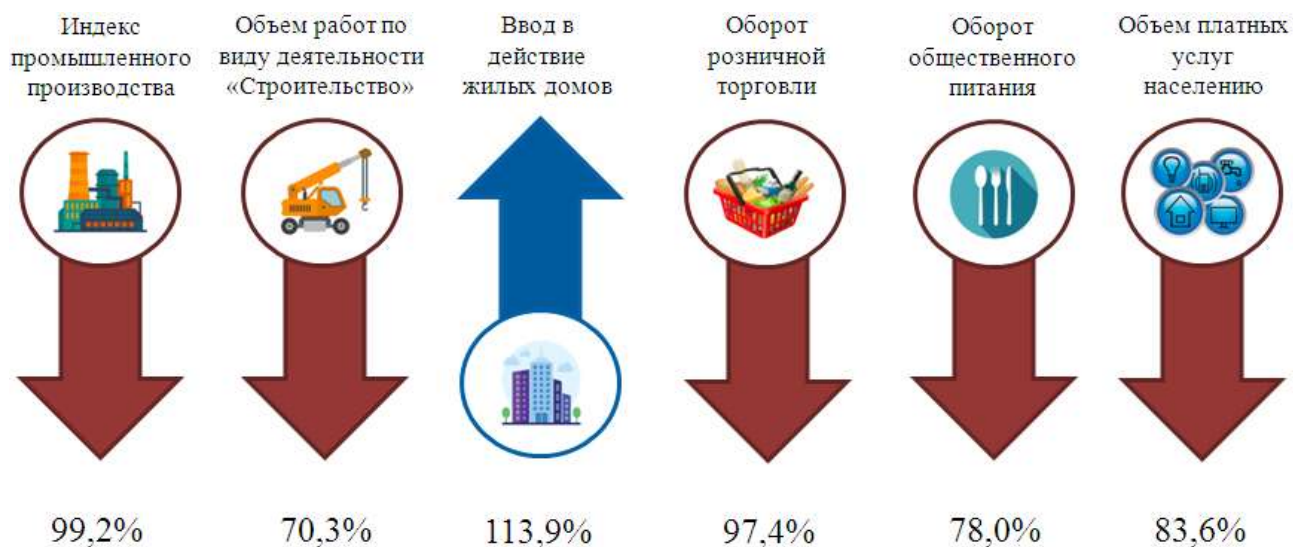 Индекс
промышленного
производства
Объем работ по
виду деятельности
«Строительство»
Ввод в
действие
жилых домов
Оборот
розничной
торговли
Оборот
общественного
питания
Объем платных
услуг
населению
99,2%
70,3%
113,9%
97,4%
78,0%
83,6%